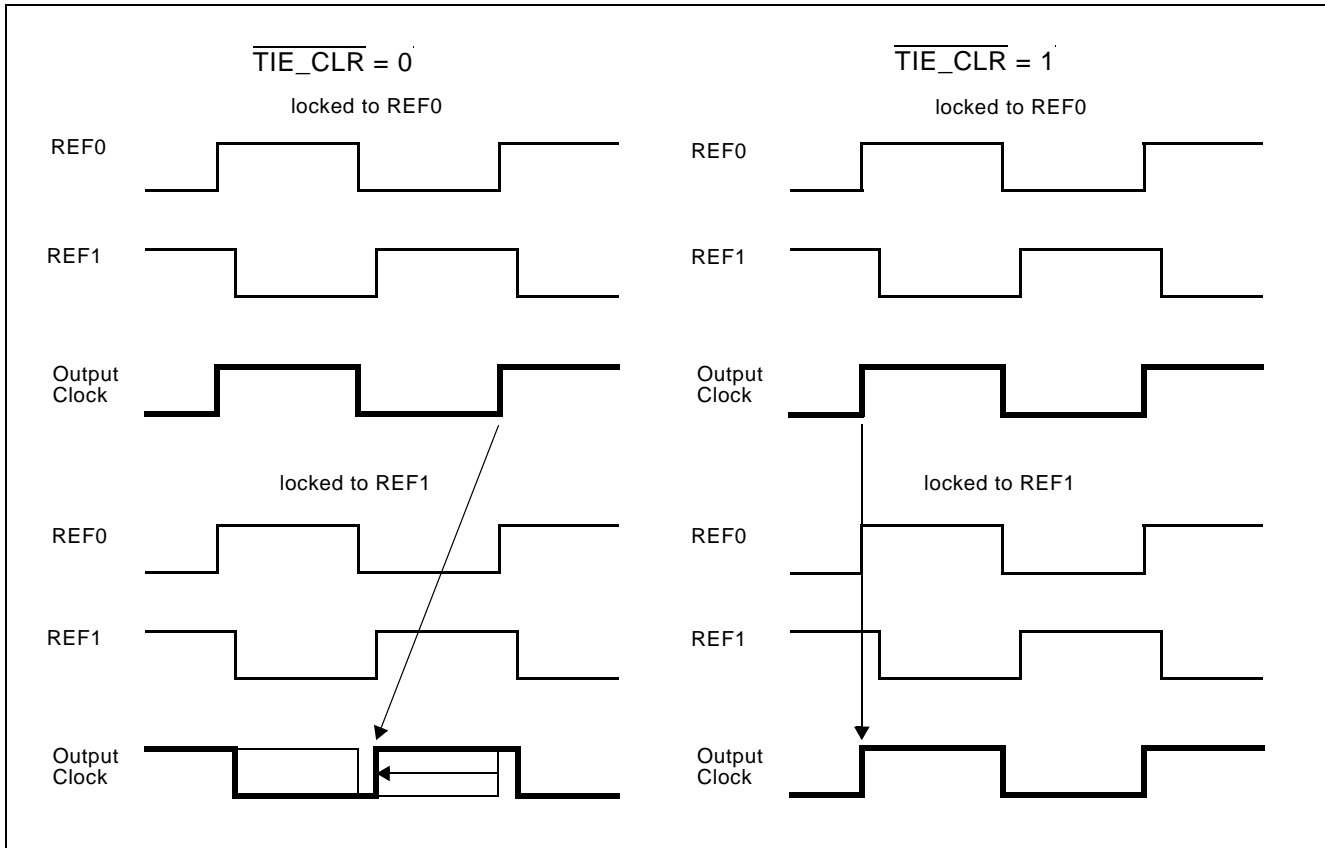 TIE_CLR = 0
locked to REF0
REF0
REF1
Output
Clock
locked to REF1
REF0
REF1
Output
Clock
TIE_CLR = 1
locked to REF0
REF0
REF1
Output
Clock
locked to REF1
REF0
REF1
Output
Clock